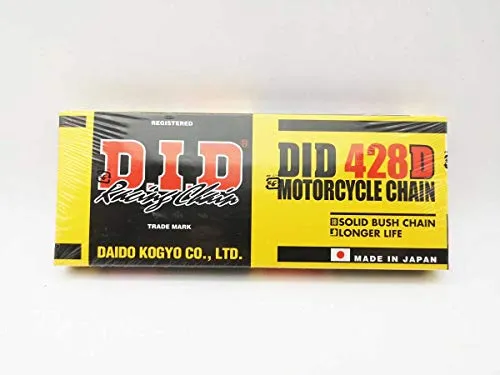 REGISTERED
D.I.D®
Racing Chain
TRADE MARK
DAIDO KOGYO CO., LTD.
DID 428D
MOTORCYCLE CHAIN
SOLID BUSH CHAIN
LONGER LIFE
MADE IN JAPAN